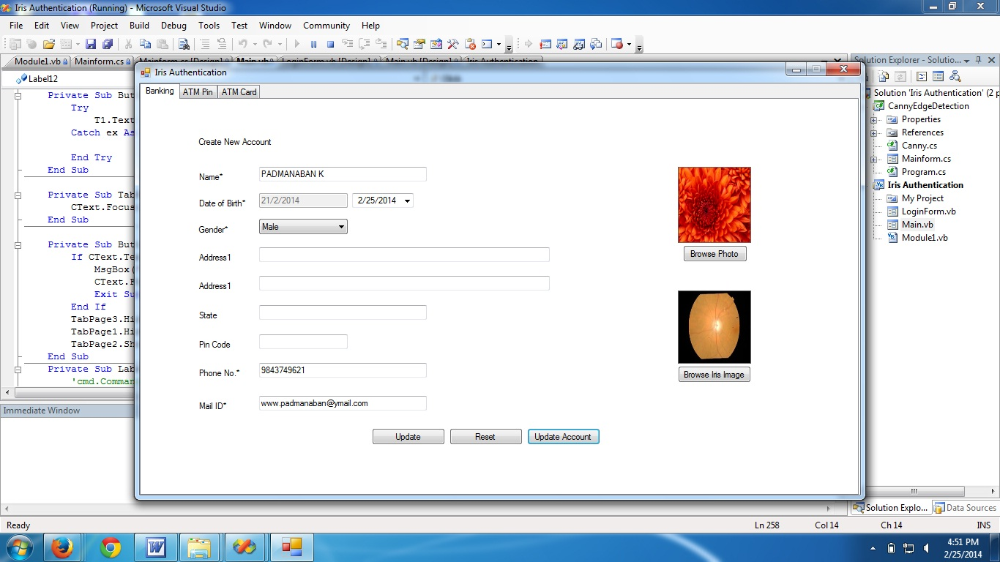 Iris Authentication (Running) - Microsoft Visual Studio
File Edit View Project Build Debug Tools Test Window Community Help
Module1.vb Mainform.cs Mainform.cs [Design] Main.vb LoginForm.vb [Design] Main.vb [Design] Iris Authentication
Solution Explorer - Solutio...
Label12
Private Sub But
Try
T1.Text
Catch ex As
End Try
End Sub
Private Sub Tab
CText.Focus
End Sub
Private Sub But
If CText.Te
MsgBox(
CText.F
Exit Su
End If
TabPage3.Hi
TabPage1.Hi
TabPage2.Sh
End Sub
Private Sub Lab
'cmd.Comman
Immediate Window
Iris Authentication
Banking ATM Pin ATM Card
Create New Account
Name* PADMANABAN K
Date of Birth* 21/2/2014 2/25/2014
Gender* Male
Address1
Address1
State
Pin Code
Phone No.* 9843749621
Mail ID* www.padmanaban@ymail.com
Browse Photo
Browse Iris Image
Update Reset Update Account
Solution 'Iris Authentication' (2 p
CannyEdgeDetection
Properties
References
Canny.cs
Mainform.cs
Program.cs
Iris Authentication
My Project
LoginForm.vb
Main.vb
Module1.vb
Solution Explo... Data Sources
Ready Ln 258 Col 14 Ch 14 INS
4:51 PM
2/25/2014